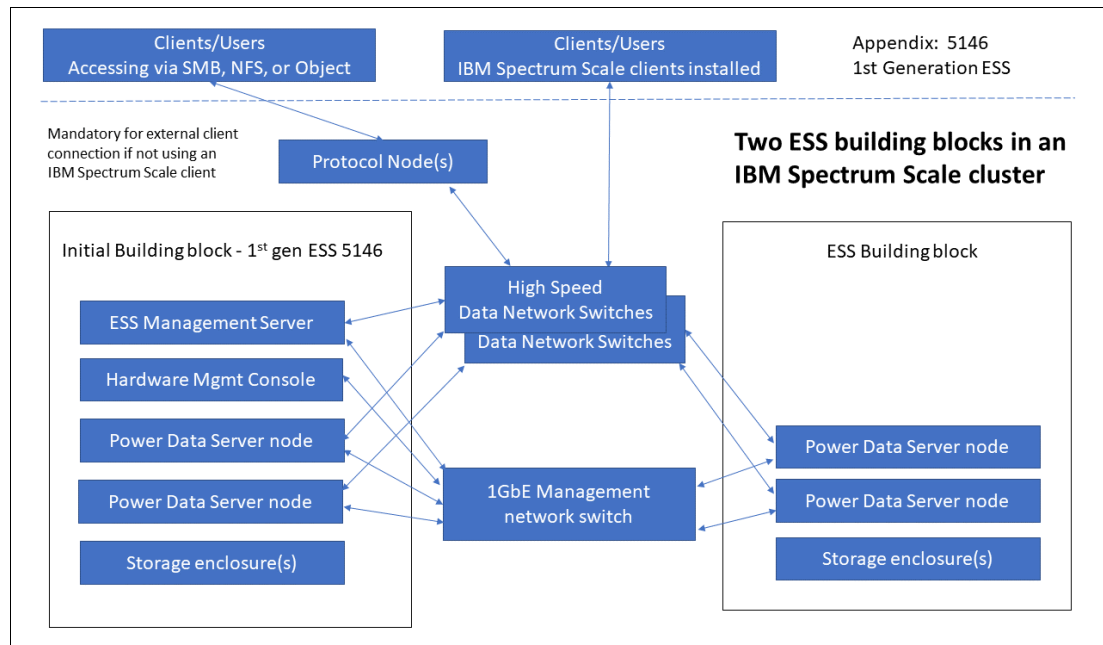 Clients/Users
Accessing via SMB, NFS, or Object
Clients/Users
IBM Spectrum Scale clients installed
Appendix: 5146
1st Generation ESS
Mandatory for external client
connection if not using an
IBM Spectrum Scale client
Protocol Node(s)
Two ESS building blocks in an
IBM Spectrum Scale cluster
Initial Building block - 1st gen ESS 5146
ESS Management Server
Hardware Mgmt Console
Power Data Server node
Power Data Server node
Storage enclosure(s)
High Speed
Data Network Switches
Data Network Switches
1GbE Management
network switch
ESS Building block
Power Data Server node
Power Data Server node
Storage enclosure(s)